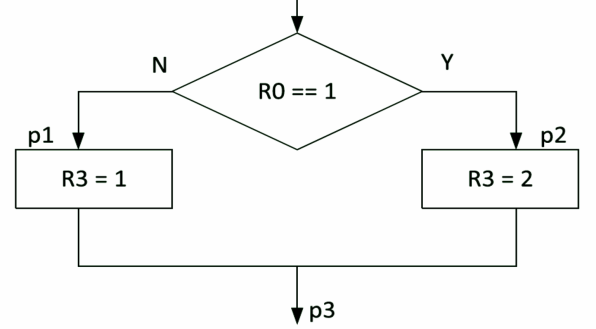 N
Y
R0 == 1
p1
p2
R3 = 1
R3 = 2
p3